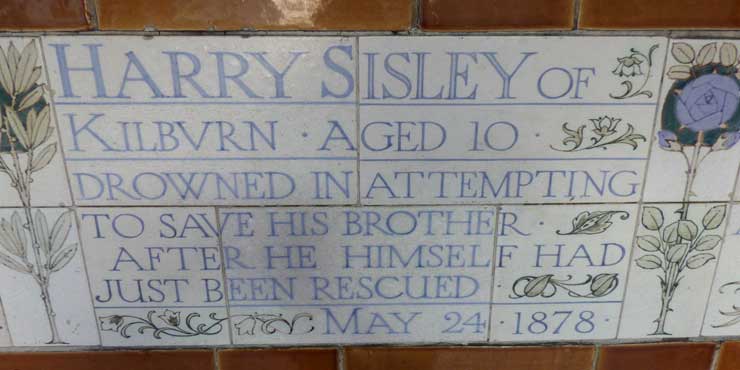 HARRY SISLEY OF
KILBVRN · AGED 10 ·
DROWNED IN ATTEMPTING
TO SAVE HIS BROTHER ·
AFTER HE HIMSELF HAD
JUST BEEN RESCUED ·
MAY 24 · 1878 ·